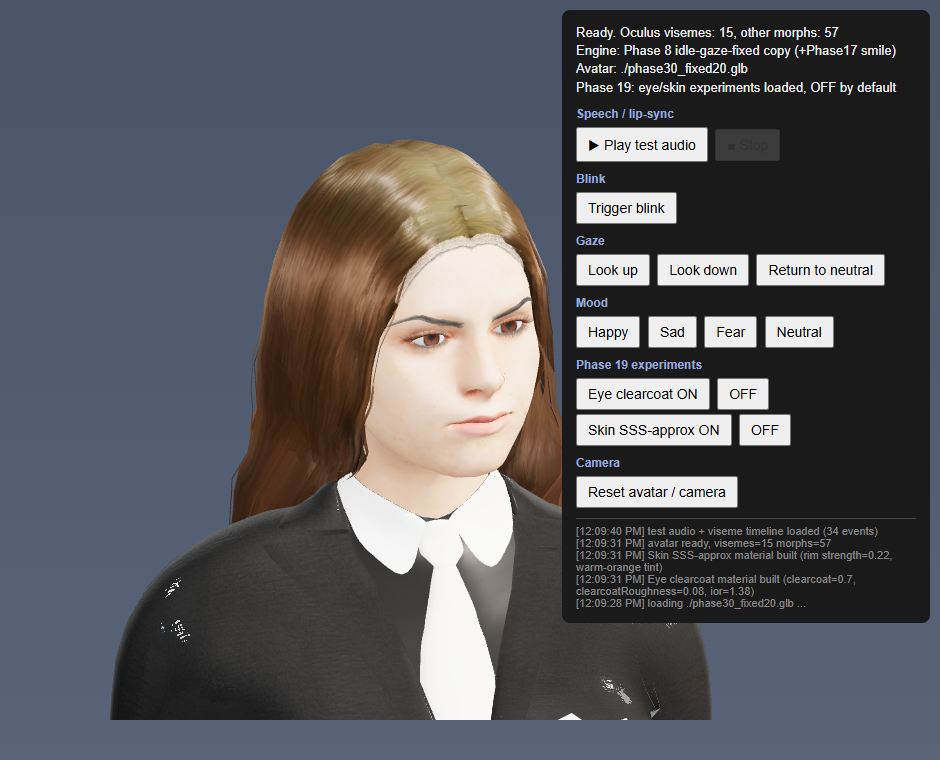 Ready. Oculus visemes: 15, other morphs: 57
Engine: Phase 8 idle-gaze-fixed copy (+Phase17 smile)
Avatar: ./phase30_fixed20.glb
Phase 19: eye/skin experiments loaded, OFF by default
Speech / lip-sync
▶ Play test audio ■ Stop
Blink
Trigger blink
Gaze
Look up Look down Return to neutral
Mood
Happy Sad Fear Neutral
Phase 19 experiments
Eye clearcoat ON OFF
Skin SSS-approx ON OFF
Camera
Reset avatar / camera
[12:09:40 PM] test audio + viseme timeline loaded (34 events)
[12:09:31 PM] avatar ready, visemes=15 morphs=57
[12:09:31 PM] Skin SSS-approx material built (rim strength=0.22,
warm-orange tint)
[12:09:31 PM] Eye clearcoat material built (clearcoat=0.7,
clearcoatRoughness=0.08, ior=1.38)
[12:09:28 PM] loading ./phase30_fixed20.glb ...